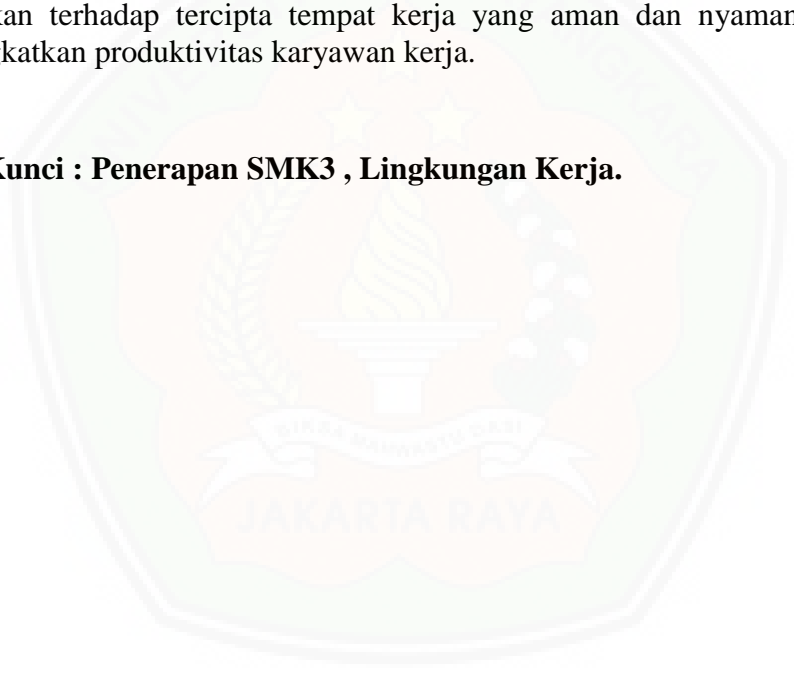 kan terhadap tercipta tempat kerja yang aman dan nyaman
gkatkan produktivitas karyawan kerja.
Kunci : Penerapan SMK3 , Lingkungan Kerja.
JAKARTA RAYA